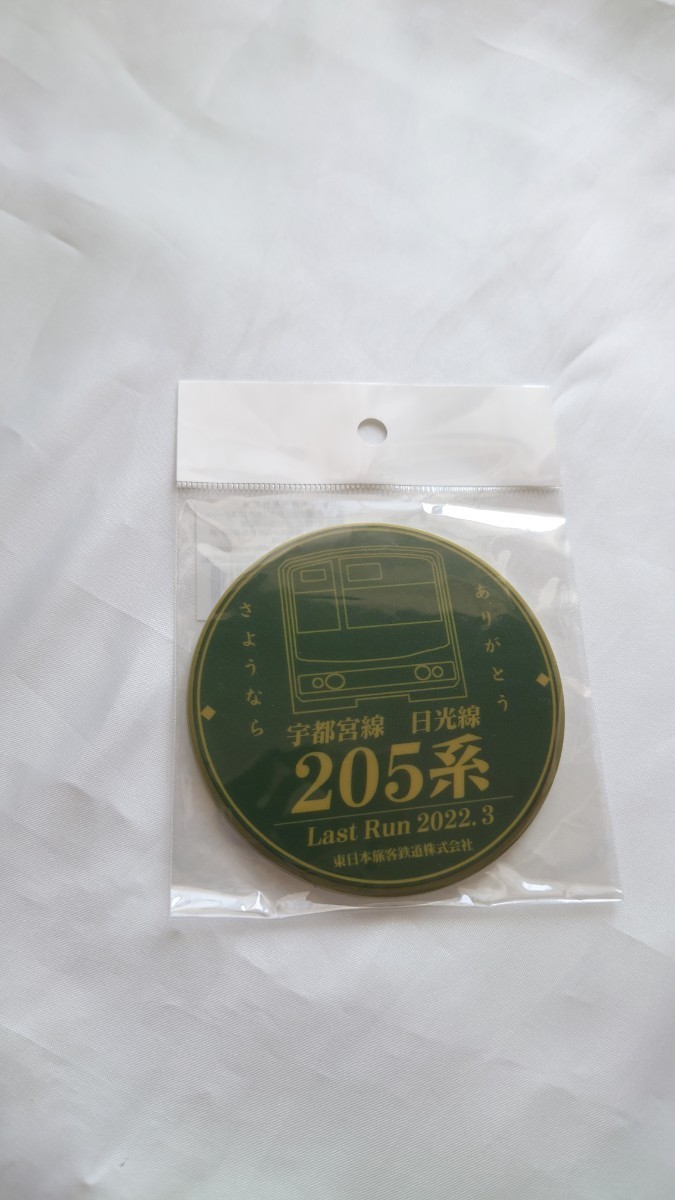 ありがとう
さようなら
宇都宮線 日光線
205系
Last Run 2022.3
東日本旅客鉄道株式会社